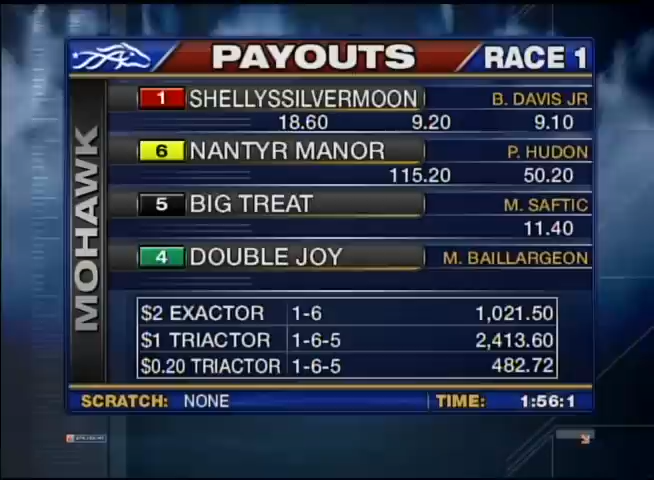 PAYOUTS RACE 1
MOHAWK
1 SHELLYSSILVERMOON B. DAVIS JR
18.60 9.20 9.10
6 NANTYR MANOR P. HUDON
115.20 50.20
5 BIG TREAT M. SAFTIC
11.40
4 DOUBLE JOY M. BAILLARGEON
$2 EXACTOR 1-6 1,021.50
$1 TRIACTOR 1-6-5 2,413.60
$0.20 TRIACTOR 1-6-5 482.72
SCRATCH: NONE TIME: 1:56:1